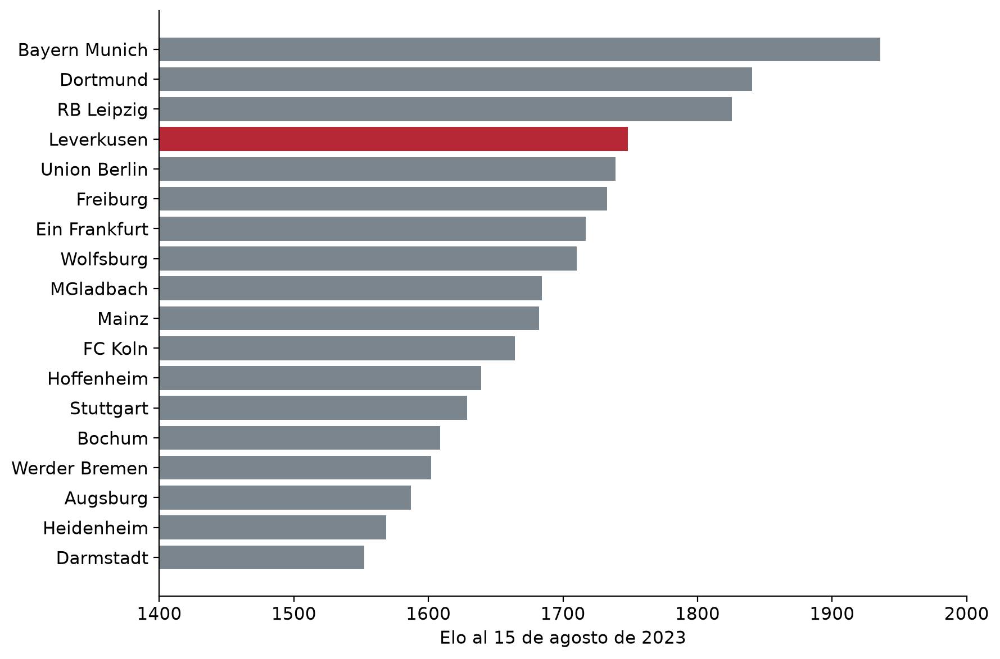 Bayern Munich
Dortmund
RB Leipzig
Leverkusen
Union Berlin
Freiburg
Ein Frankfurt
Wolfsburg
MGladbach
Mainz
FC Koln
Hoffenheim
Stuttgart
Bochum
Werder Bremen
Augsburg
Heidenheim
Darmstadt
1400 1500 1600 1700 1800 1900 2000
Elo al 15 de agosto de 2023